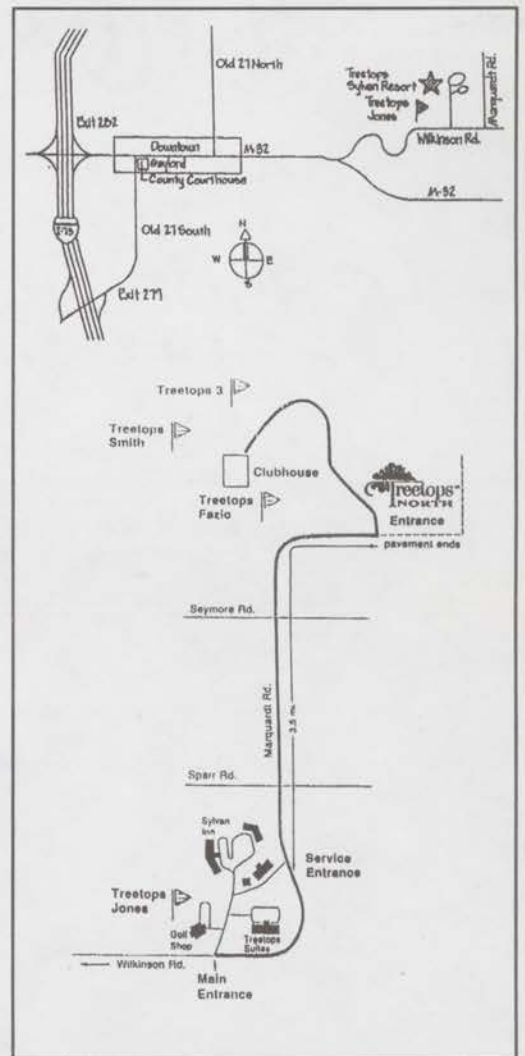 Old 27 North
Exit 282
Downtown
M-32
Gaylord
County Courthouse
I-75
Old 27 South
Exit 279
N
W
E
S
Treetops
Sylvan Resort
Treetops
Jones
Marquardt Rd.
Wilkinson Rd.
M-32
Treetops 3
Treetops
Smith
Clubhouse
Treetops
Fazio
Treetops
NORTH
Entrance
pavement ends
Seymore Rd.
Marquardt Rd.
3.5 mi.
Sparr Rd.
Sylvan
Inn
Service
Entrance
Treetops
Jones
Golf
Shop
Treetops
Suites
Wilkinson Rd.
Main
Entrance